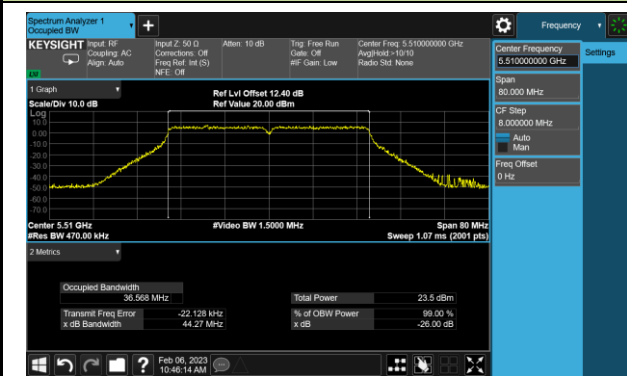 Spectrum Analyzer 1
Occupied BW
+
Frequency
KEYSIGHT
Input: RF
Coupling: AC
Align: Auto
Input Z: 50 Ω
Corrections: Off
Freq Ref: Int (S)
NFE: Off
Atten: 10 dB
Trig: Free Run
Gate: Off
#IF Gain: Low
Center Freq: 5.510000000 GHz
Avg|Hold:>10/10
Radio Std: None
Center Frequency
5.510000000 GHz
Settings
Span
80.000 MHz
CF Step
8.000000 MHz
Auto
Man
Freq Offset
0 Hz
1 Graph
Scale/Div 10.0 dB
Ref Lvl Offset 12.40 dB
Ref Value 20.00 dBm
Log
10.0
0.00
-10.0
-20.0
-30.0
-40.0
-50.0
-60.0
-70.0
Center 5.51 GHz
#Video BW 1.5000 MHz
Span 80 MHz
#Res BW 470.00 kHz
Sweep 1.07 ms (2001 pts)
2 Metrics
Occupied Bandwidth
36.568 MHz
Total Power 23.5 dBm
Transmit Freq Error -22.128 kHz
% of OBW Power 99.00 %
x dB Bandwidth 44.27 MHz
x dB -26.00 dB
?
Feb 06, 2023
10:46:14 AM